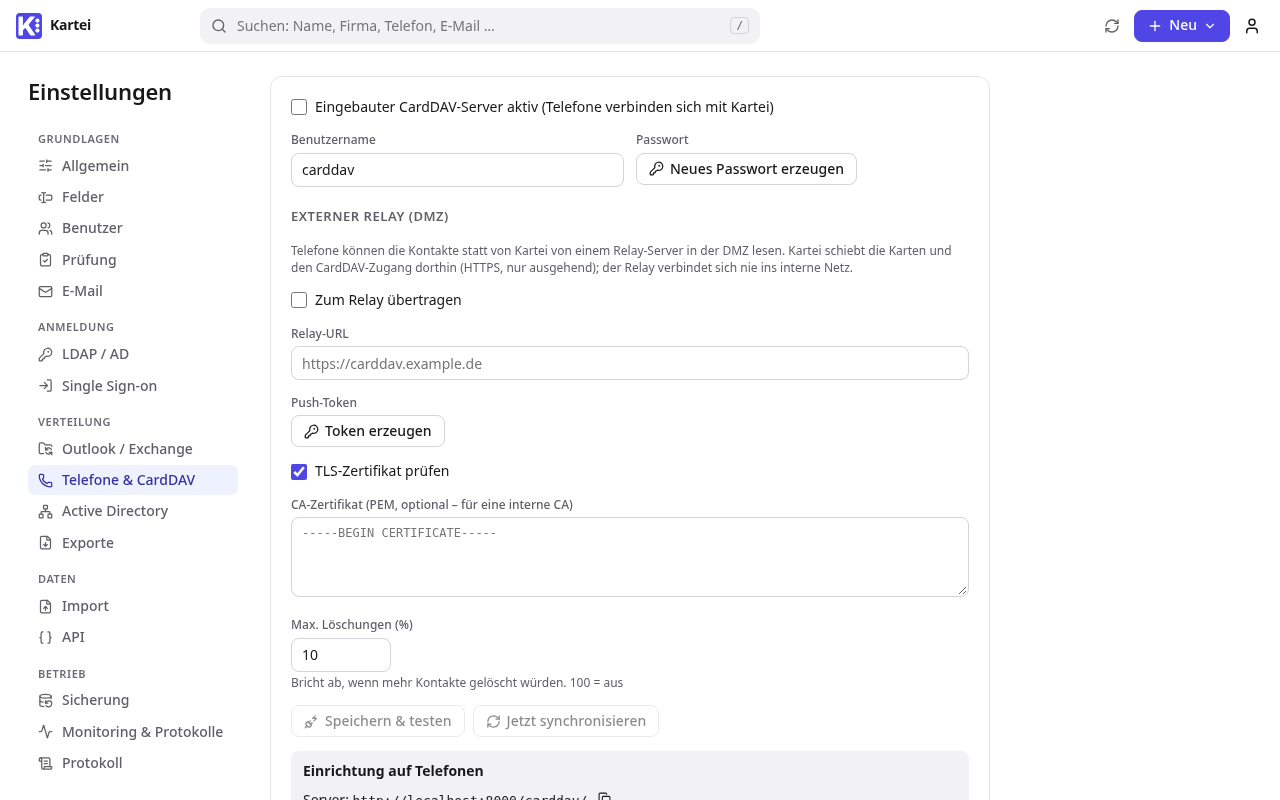 Kartei
Suchen: Name, Firma, Telefon, E-Mail ...
/
Neu
Einstellungen
GRUNDLAGEN
Allgemein
Felder
Benutzer
Prüfung
E-Mail
ANMELDUNG
LDAP / AD
Single Sign-on
VERTEILUNG
Outlook / Exchange
Telefone & CardDAV
Active Directory
Exporte
DATEN
Import
API
BETRIEB
Sicherung
Monitoring & Protokolle
Protokoll
Eingebauter CardDAV-Server aktiv (Telefone verbinden sich mit Kartei)
Benutzername
Passwort
carddav
Neues Passwort erzeugen
EXTERNER RELAY (DMZ)
Telefone können die Kontakte statt von Kartei von einem Relay-Server in der DMZ lesen. Kartei schiebt die Karten und
den CardDAV-Zugang dorthin (HTTPS, nur ausgehend); der Relay verbindet sich nie ins interne Netz.
Zum Relay übertragen
Relay-URL
https://carddav.example.de
Push-Token
Token erzeugen
TLS-Zertifikat prüfen
CA-Zertifikat (PEM, optional – für eine interne CA)
-----BEGIN CERTIFICATE-----
Max. Löschungen (%)
10
Bricht ab, wenn mehr Kontakte gelöscht würden. 100 = aus
Speichern & testen
Jetzt synchronisieren
Einrichtung auf Telefonen
Server: http://localhost:8000/carddav/